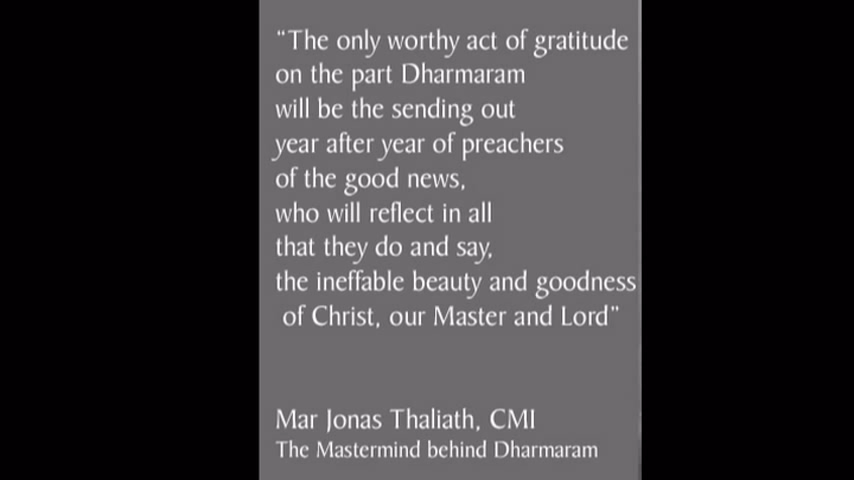 “The only worthy act of gratitude
on the part Dharmaram
will be the sending out
year after year of preachers
of the good news,
who will reflect in all
that they do and say,
the ineffable beauty and goodness
of Christ, our Master and Lord”
Mar Jonas Thaliath, CMI
The Mastermind behind Dharmaram